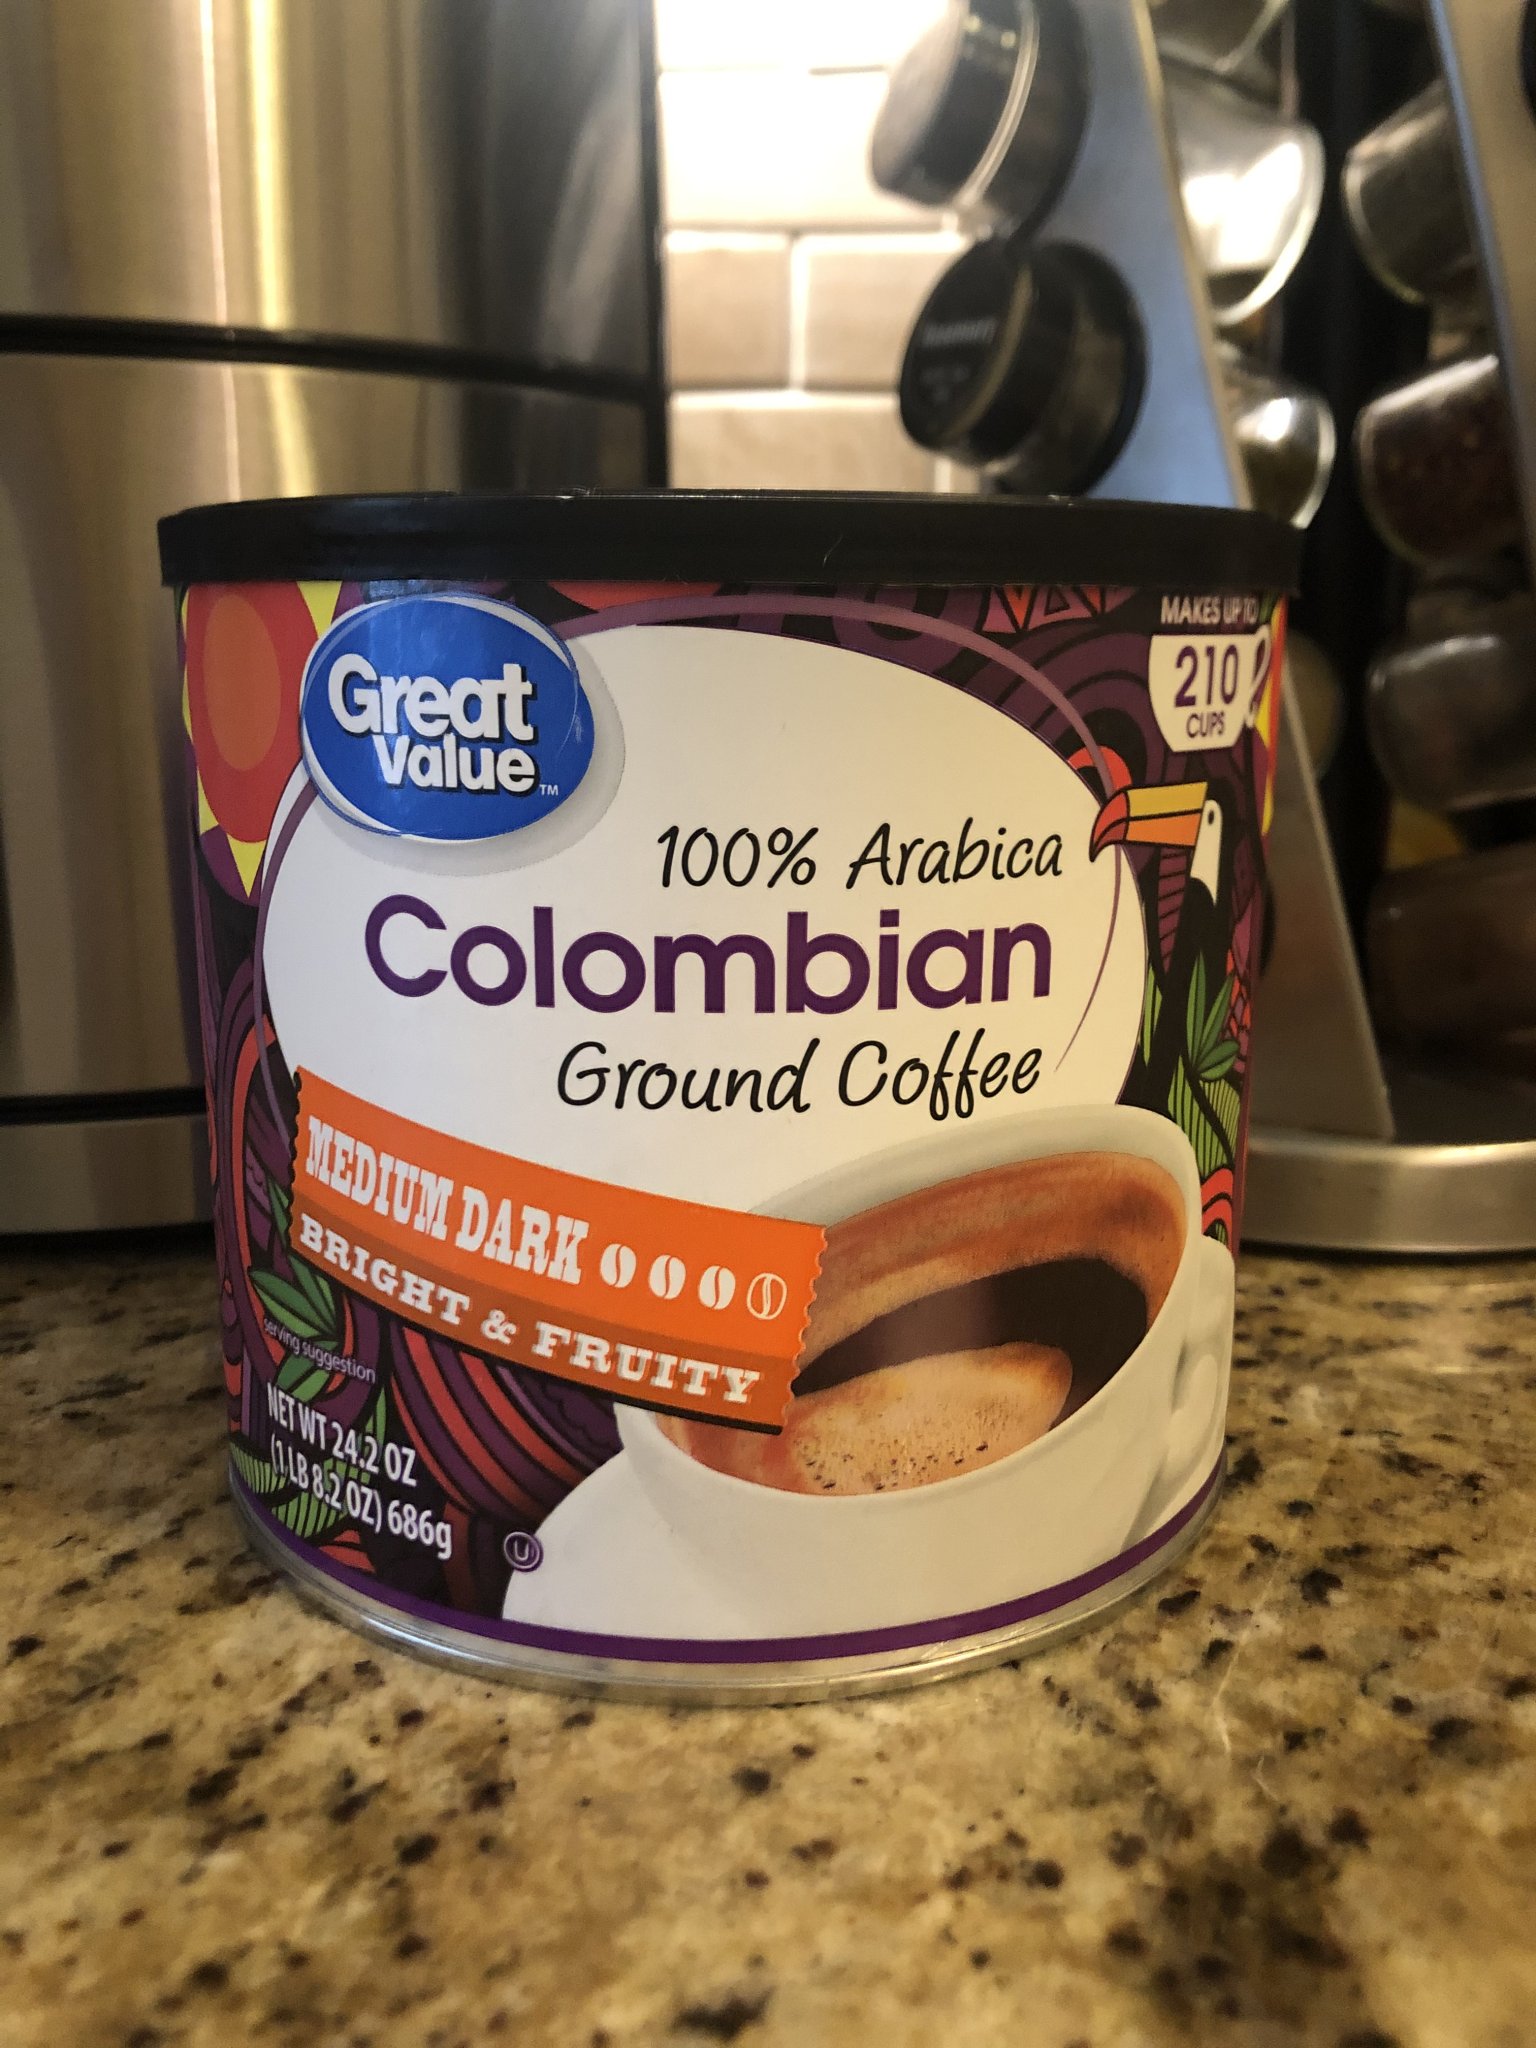 Great
Value™
MAKES UP TO
210
CUPS
100% Arabica
Colombian
Ground Coffee
MEDIUM DARK
BRIGHT & FRUITY
serving suggestion
NET WT 24.2 OZ
(1 LB 8.2 OZ) 686g
U